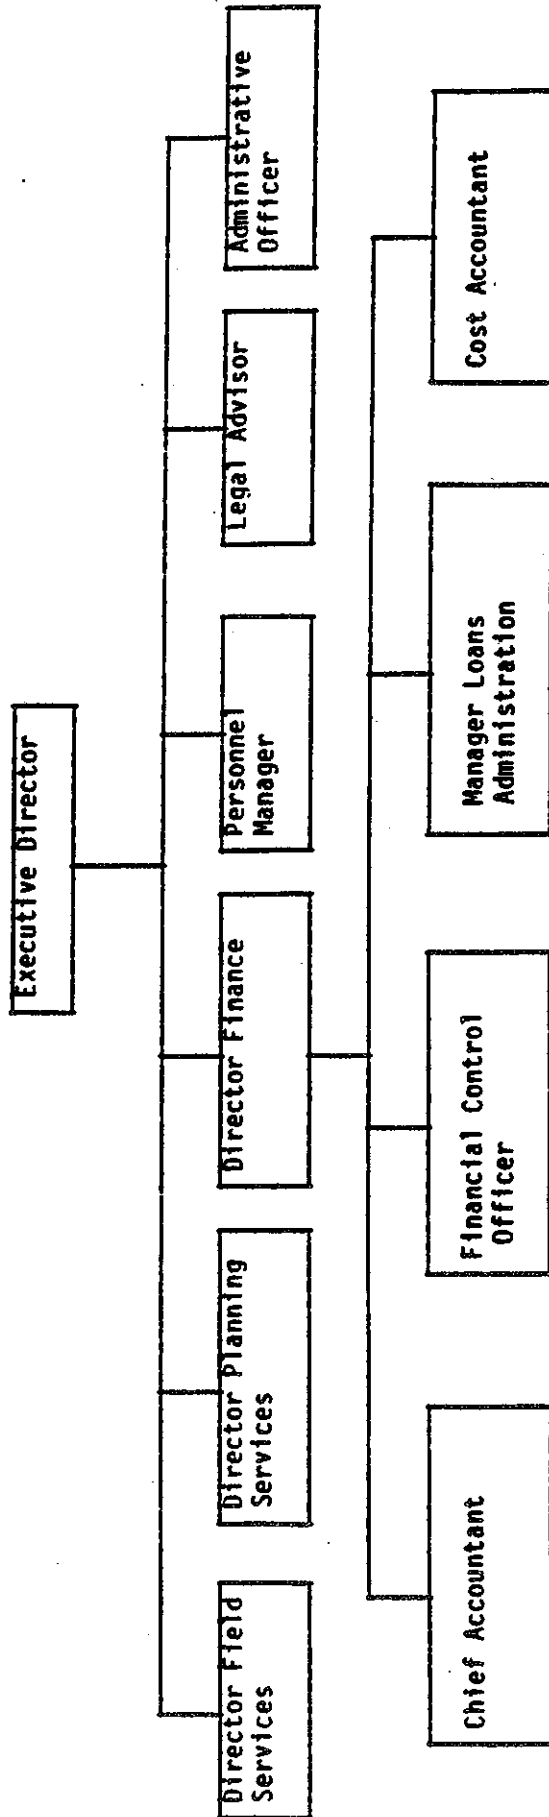 Executive Director
Director Field
Services
Director Planning
Services
Director Finance
Personnel
Manager
Legal Advisor
Administrative
Officer
Chief Accountant
Financial Control
Officer
Manager Loans
Administration
Cost Accountant